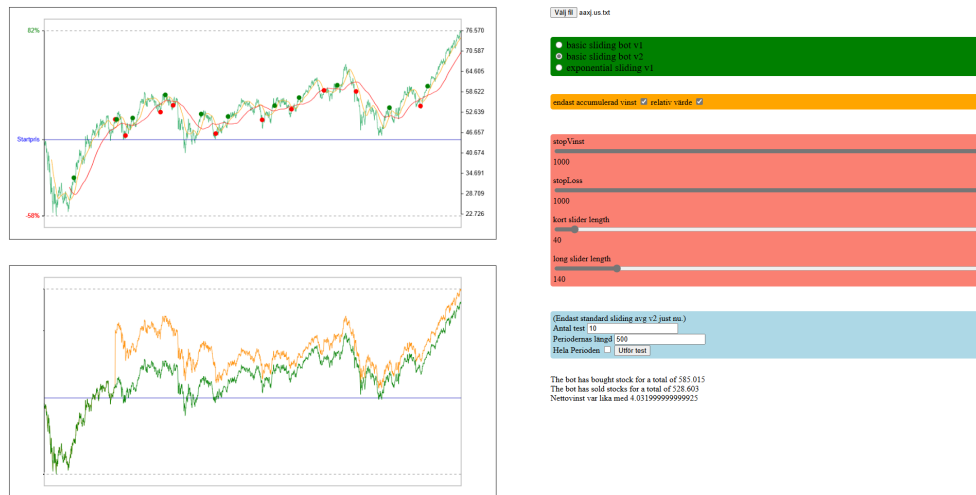 82%
Startpris
-58%
76.570
70.587
64.605
58.622
52.639
46.657
40.674
34.691
28.709
22.726
Välj fil aaxj.us.txt
basic sliding bot v1
basic sliding bot v2
exponential sliding v1
endast accumulerad vinst relativ värde
stopVinst
1000
stopLoss
1000
kort slider length
40
long slider length
140
(Endast standard sliding avg v2 just nu.)
Antal test 10
Periodernas längd 500
Hela Perioden Utför test
The bot has bought stock for a total of 585.015
The bot has sold stocks for a total of 528.603
Nettovinst var lika med 4.031999999999925